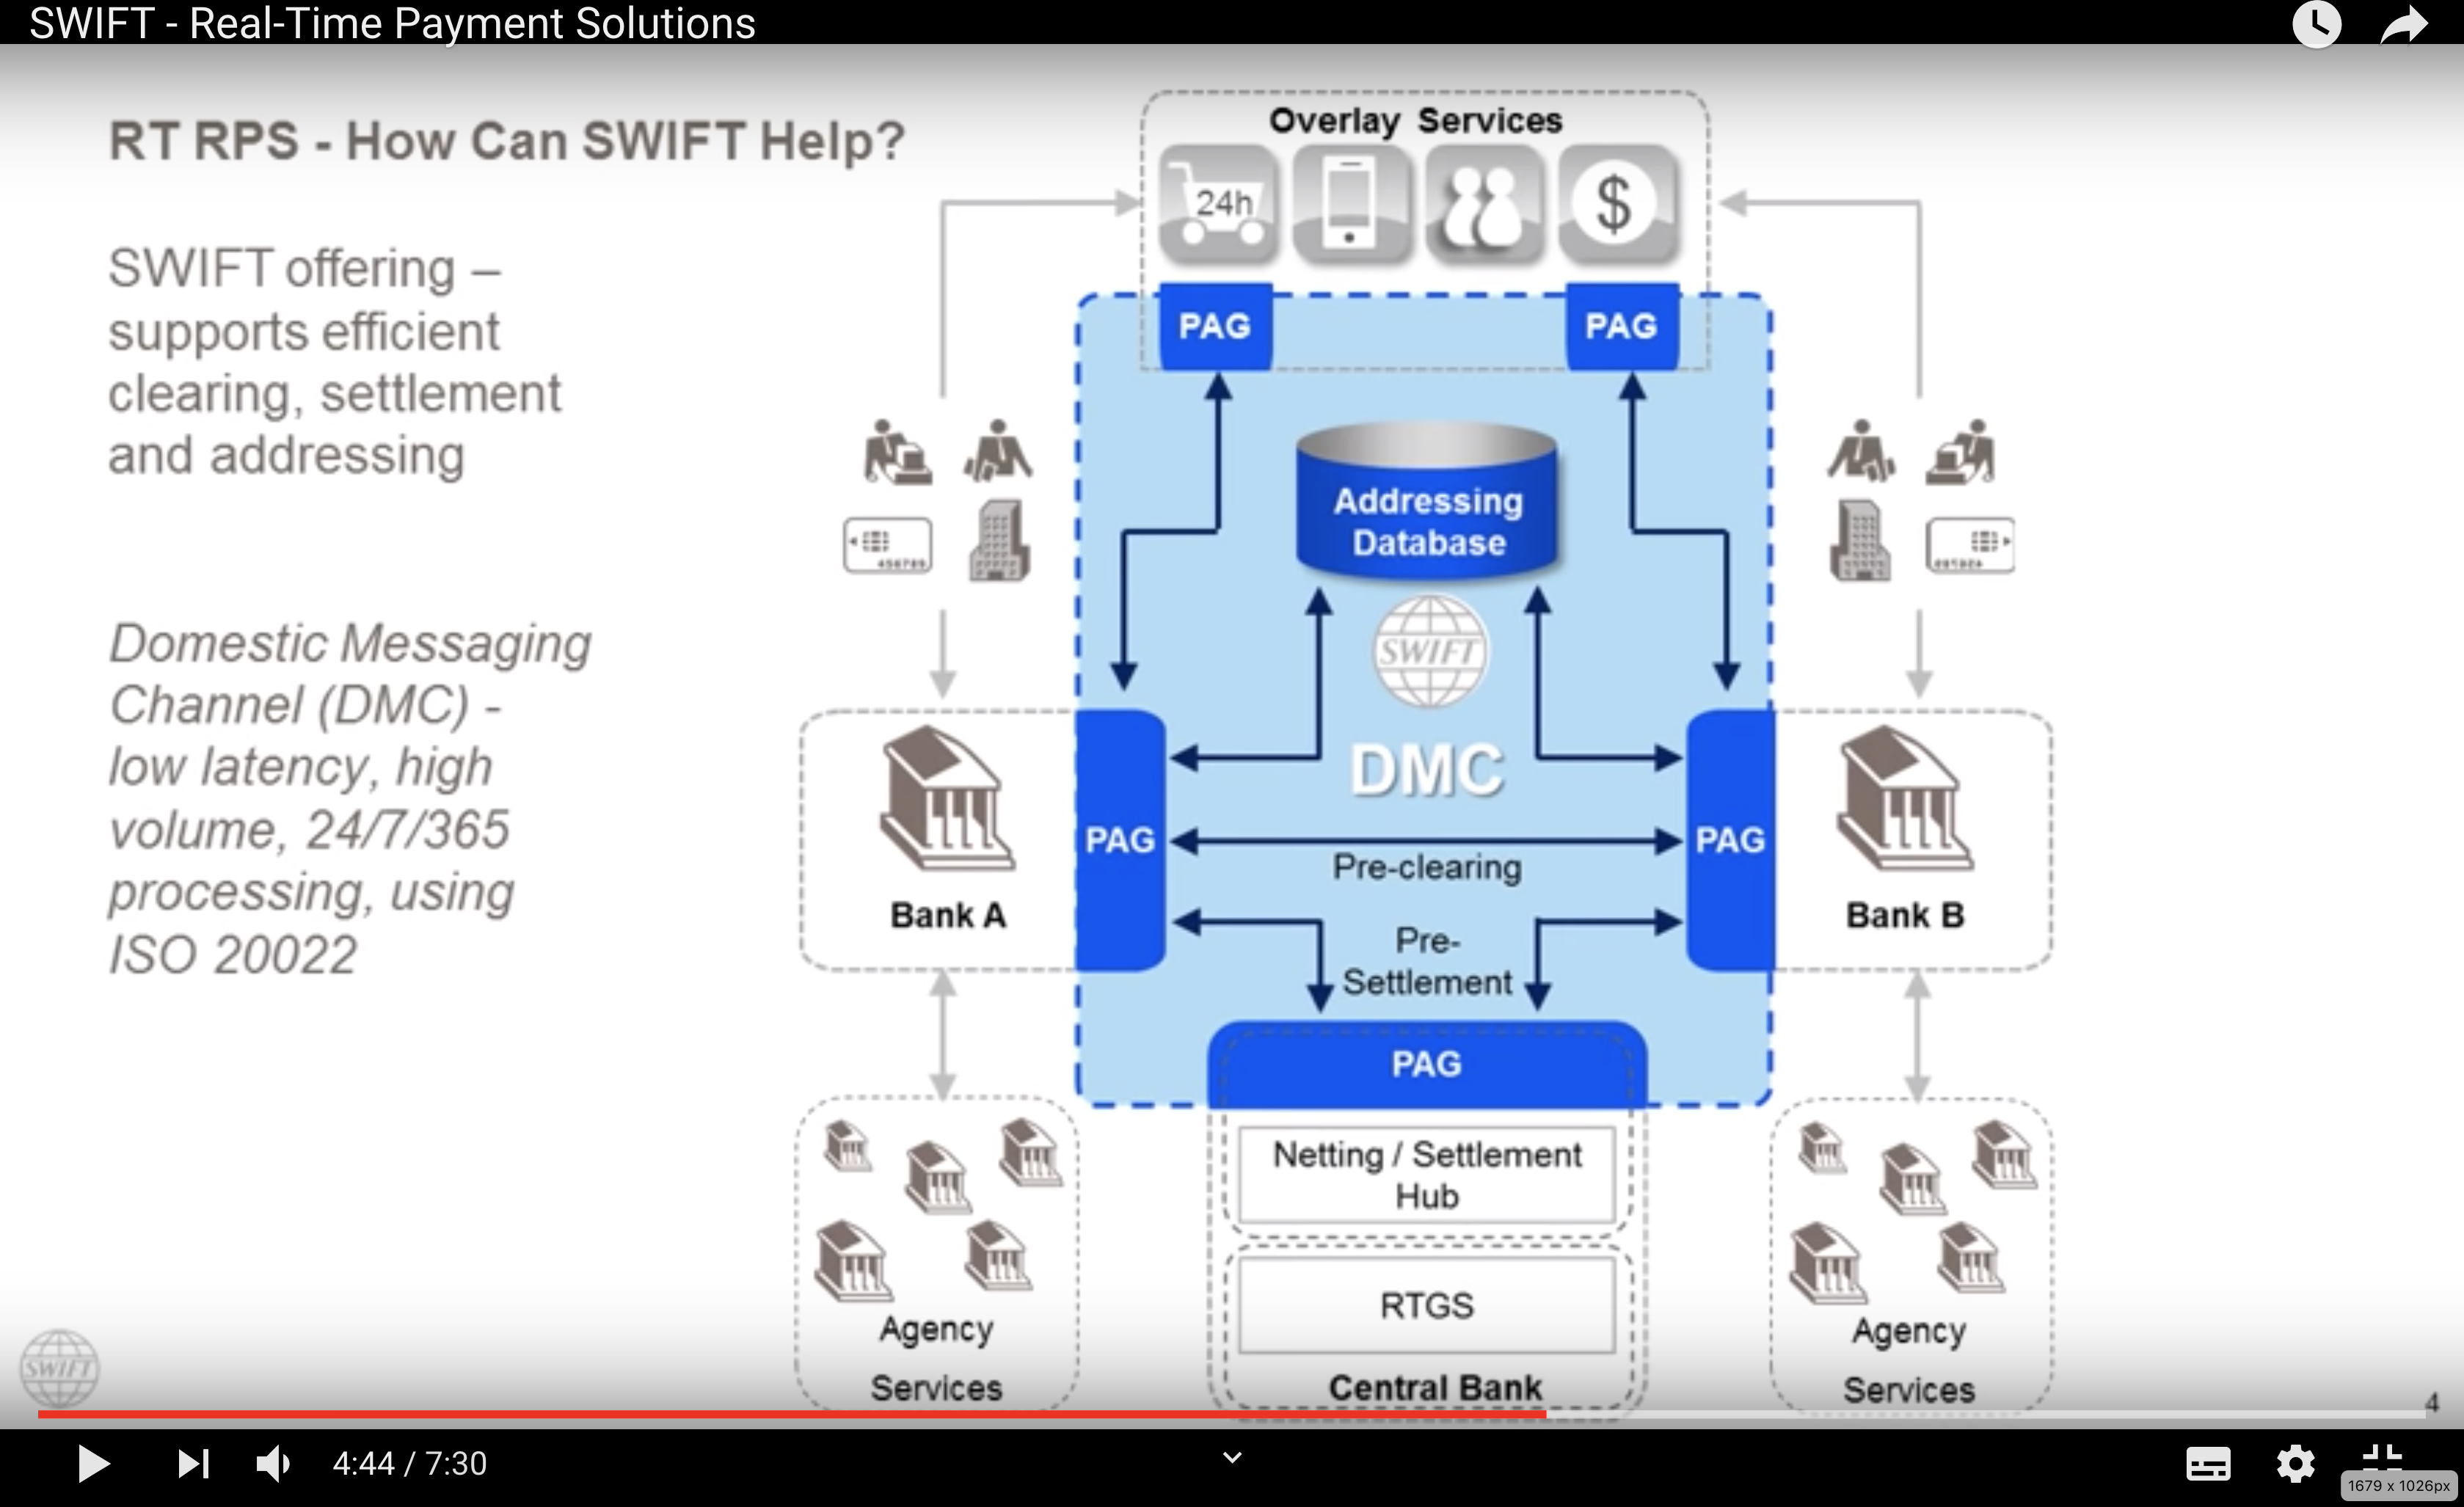 SWIFT - Real-Time Payment Solutions
RT RPS - How Can SWIFT Help?
SWIFT offering –
supports efficient
clearing, settlement
and addressing
Domestic Messaging
Channel (DMC) -
low latency, high
volume, 24/7/365
processing, using
ISO 20022
Overlay Services
24h
$
PAG
PAG
Addressing
Database
SWIFT
DMC
PAG
PAG
Pre-clearing
Bank A
Bank B
Pre-
Settlement
PAG
Netting / Settlement
Hub
RTGS
Central Bank
Agency
Services
Agency
Services
SWIFT
4
4:44 / 7:30
1679 x 1026px